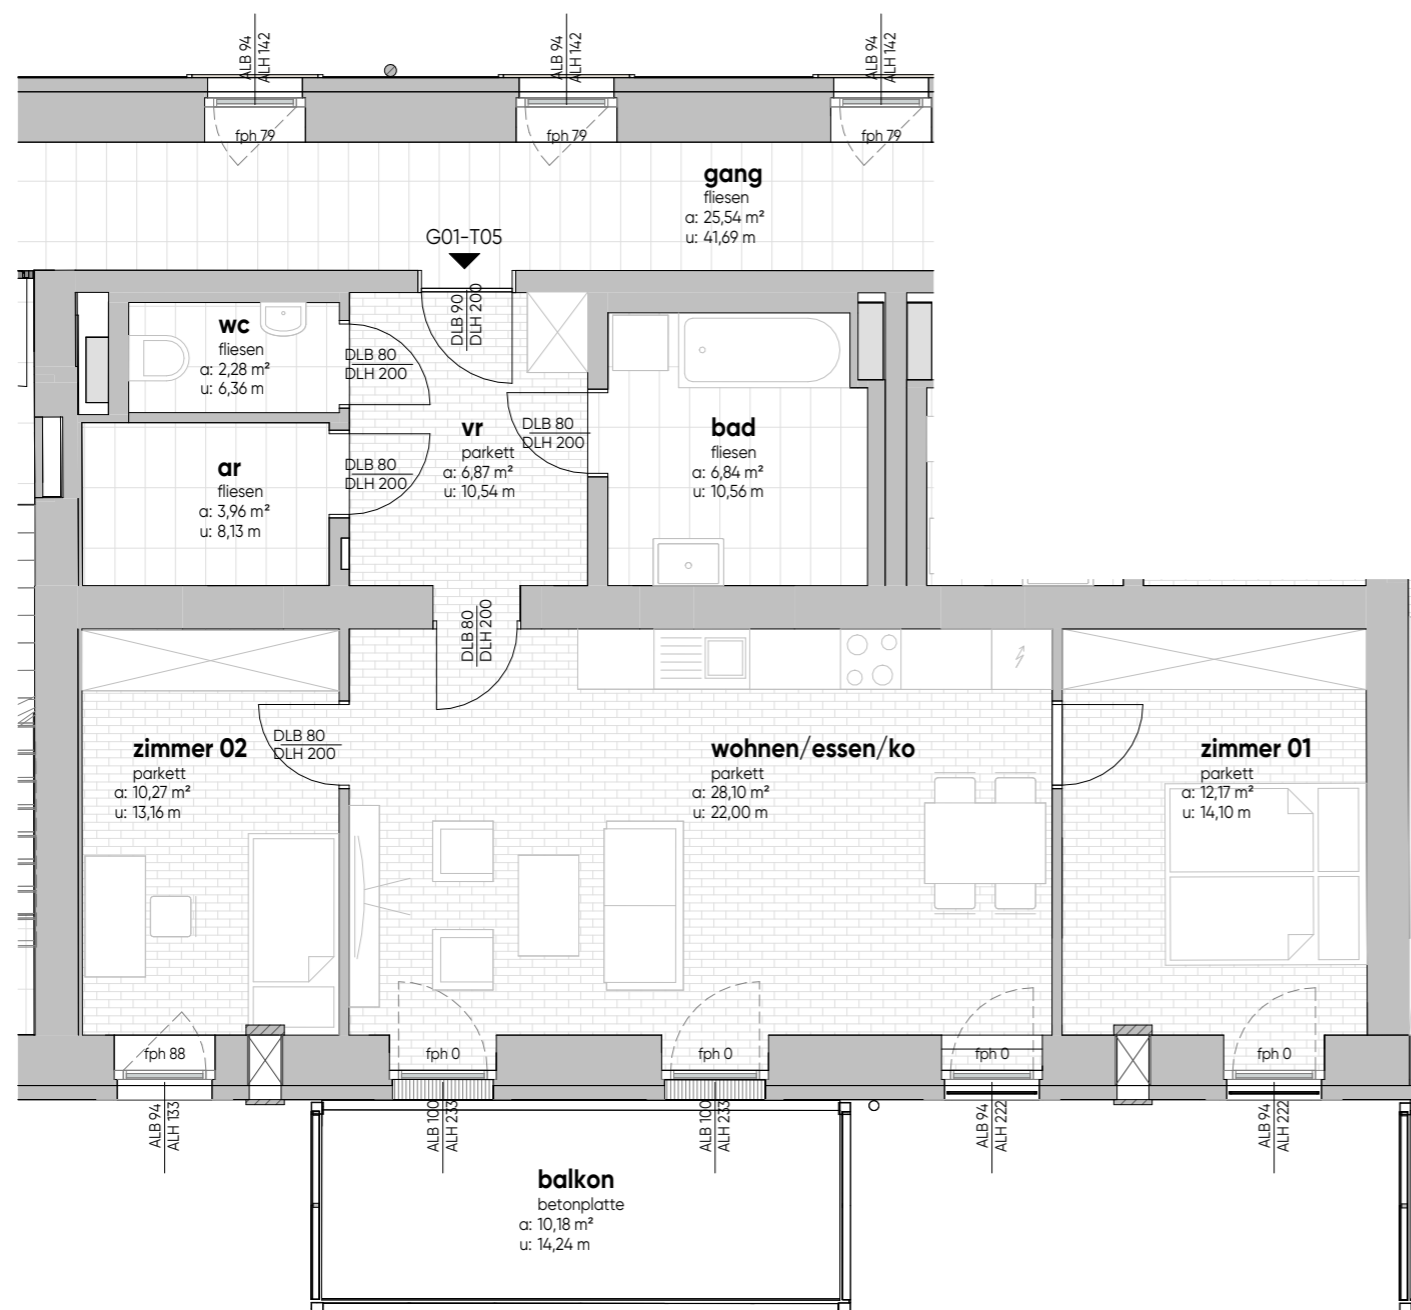 ALB 94
ALH 142
ALB 94
ALH 142
ALB 94
ALH 142
fph 79
fph 79
fph 79
gang
fliesen
a: 25,54 m²
u: 41,69 m
G01-T05
DLB 90
DLH 200
wc
fliesen
a: 2,28 m²
u: 6,36 m
DLB 80
DLH 200
vr
parkett
a: 6,87 m²
u: 10,54 m
DLB 80
DLH 200
bad
fliesen
a: 6,84 m²
u: 10,56 m
ar
fliesen
a: 3,96 m²
u: 8,13 m
DLB 80
DLH 200
DLB 80
DLH 200
zimmer 02
parkett
a: 10,27 m²
u: 13,16 m
DLB 80
DLH 200
wohnen/essen/ko
parkett
a: 28,10 m²
u: 22,00 m
zimmer 01
parkett
a: 12,17 m²
u: 14,10 m
fph 88
fph 0
fph 0
fph 0
fph 0
ALB 94
ALH 133
ALB 100
ALH 233
ALB 100
ALH 233
ALB 94
ALH 222
ALB 94
ALH 222
balkon
betonplatte
a: 10,18 m²
u: 14,24 m